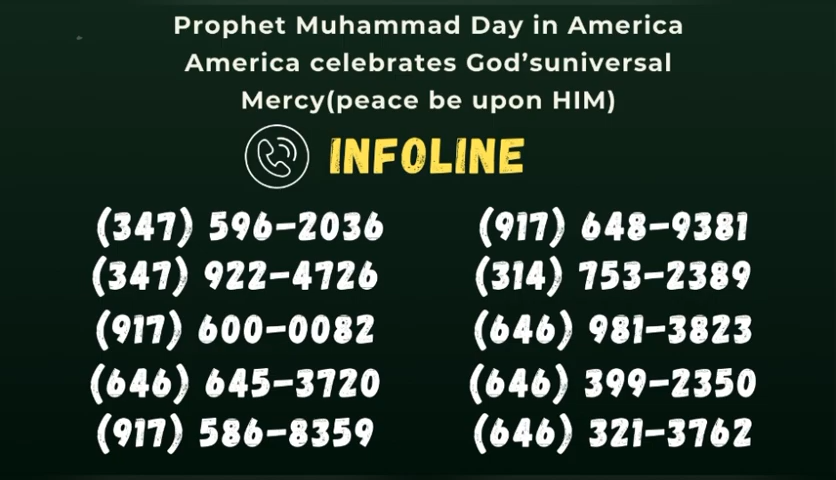 Prophet Muhammad Day in America
America celebrates God’suniversal
Mercy(peace be upon HIM)
INFOLINE
(347) 596-2036
(347) 922-4726
(917) 600-0082
(646) 645-3720
(917) 586-8359
(917) 648-9381
(314) 753-2389
(646) 981-3823
(646) 399-2350
(646) 321-3762